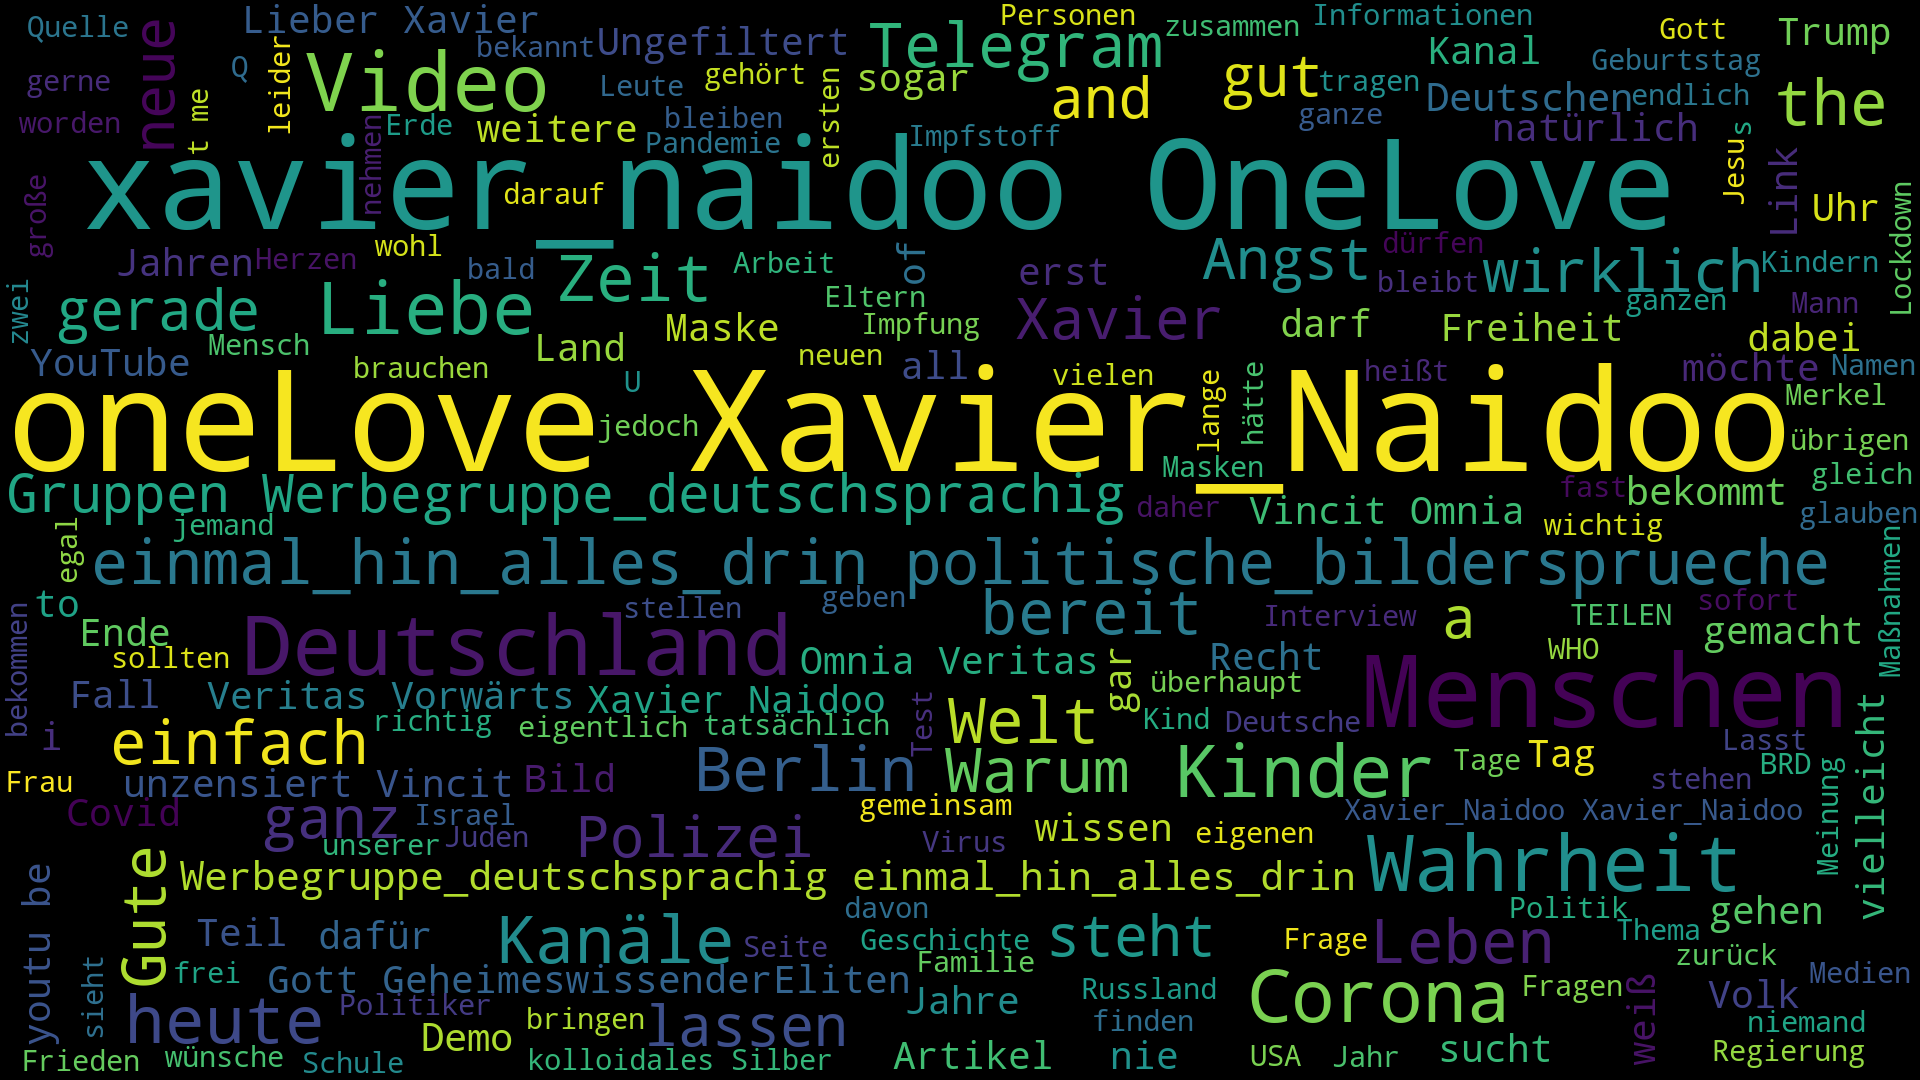 Quelle
Lieber Xavier
Personen
zusammen
Informationen
Gott
Trump
neue
Q
leider
Video
bekannt
Ungefiltert
Telegram
Kanal
Geburtstag
gerne
Leute
gehört
sogar
and
gut
tragen
Deutschen
endlich
the
worden
t me
Erde
weitere
bleiben
ersten
ganze
natürlich
Pandemie
Impfstoff
nehmen
xavier_naidoo OneLove
darauf
Jesus
Link
Uhr
Lockdown
große
Jahren
Herzen
wohl
bald
Zeit
Arbeit
of
erst
Angst
dürfen
bleibt
wirklich
Kindern
zwei
gerade
Liebe
Eltern
Impfung
Xavier
ganzen
Mann
Maske
darf
Freiheit
dabei
YouTube
Mensch
Land
brauchen
neuen
all
vielen
lange
hätte
heißt
möchte
Namen
U
Merkel
oneLove Xavier_Naidoo
jedoch
übrigen
Masken
gleich
Gruppen Werbegruppe_deutschsprachig
daher
Vincit Omnia
fast
bekommt
wichtig
glauben
egal
jemand
einmal_hin_alles_drin politische_bildersprueche
Maßnahmen
to
stellen
geben
bereit
Interview
a
TEILEN
sofort
gemacht
bekommen
Ende
sollten
Deutschland
Omnia Veritas
gar
Recht
WHO
Menschen
Fall
Veritas Vorwärts
Xavier Naidoo
überhaupt
vielleicht
i
richtig
eigentlich
tatsächlich
Test
Welt
Kind
Deutsche
einfach
Lasst
Frau
unzensiert Vincit
Bild
Berlin
Warum
Kinder
Tage
Tag
stehen
BRD
Meinung
Covid
ganz
Israel
gemeinsam
Xavier_Naidoo Xavier_Naidoo
unserer
Juden
Polizei
Virus
wissen
eigenen
Wahrheit
Gute
Werbegruppe_deutschsprachig einmal_hin_alles_drin
youtu be
Teil
dafür
Kanäle
Seite
davon
Geschichte
steht
Frage
Leben
Politik
Thema
gehen
sieht
frei
Gott GeheimeswissenderEliten
Familie
zurück
Medien
heute
Politiker
Demo
bringen
lassen
Jahre
Russland
finden
Corona
Fragen
weiß
Volk
niemand
Frieden
wünsche
Schule
kolloidales Silber
Artikel
nie
USA
Jahr
sucht
Regierung